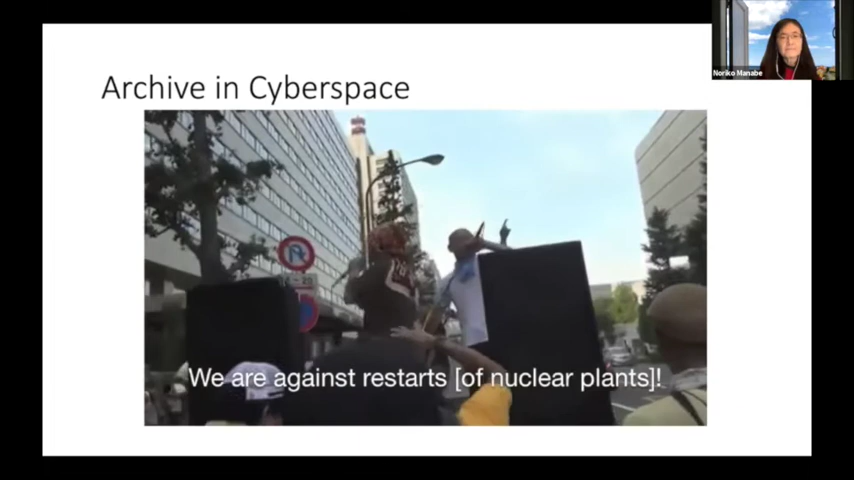 Archive in Cyberspace
Noriko Manabe
We are against restarts [of nuclear plants]!